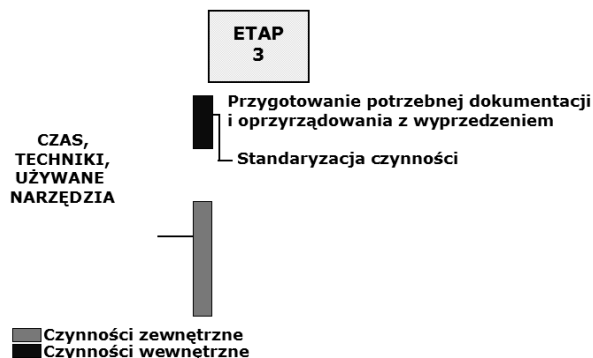 ETAP
3
Przygotowanie potrzebnej dokumentacji
i oprzyrządowania z wyprzedzeniem
Standaryzacja czynności
CZAS,
TECHNIKI,
UŻYWANE
NARZĘDZIA
Czynności zewnętrzne
Czynności wewnętrzne